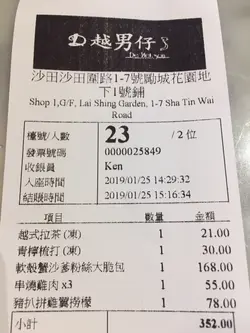 越男仔
沙田沙田圍路1-7號勵城花園地
下1號鋪
Shop 1,G/F, Lai Shing Garden, 1-7 Sha Tin Wai
Road
檯號/人數 23 / 2 位
發票號碼 0000025849
收銀員 Ken
入座時間 2019/01/25 14:29:32
結賬時間 2019/01/25 15:16:34
項目 數量 金額
越式拉茶 (凍) 1 21.00
青檸梳打 (凍) 1 30.00
軟殼蟹沙爹粉絲大脆包 1 168.00
串燒雞肉 x3 1 55.00
豬扒拼雞翼撈檬 1 78.00
小計 352.00